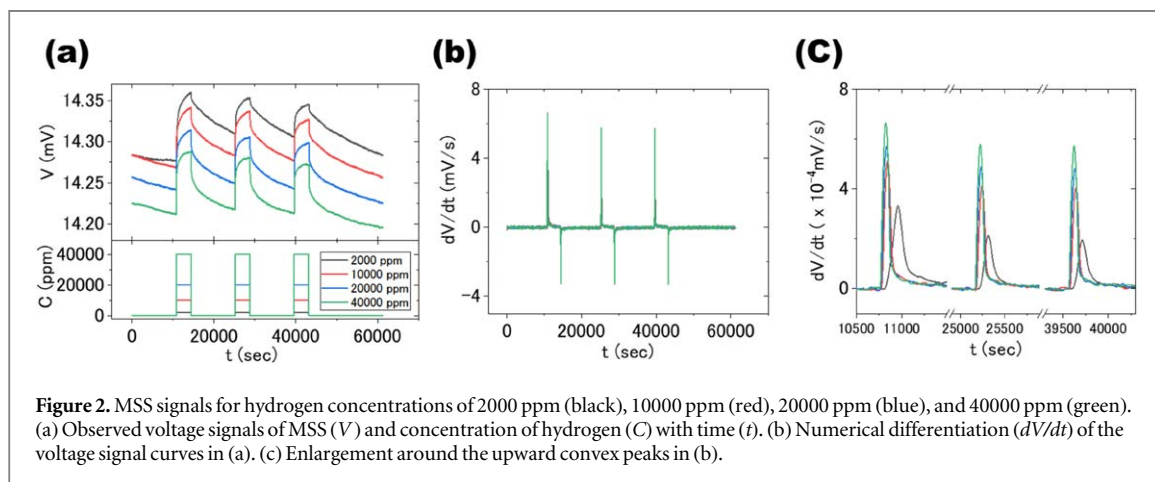 (a)
(b)
(C)
14.35
14.30
14.25
14.20
V (mV)
40000
20000
0
C (ppm)
2000 ppm
10000 ppm
20000 ppm
40000 ppm
0 20000 40000 60000
t (sec)
8
4
0
−4
dV/dt (mV/s)
0 20000 40000 60000
t (sec)
8
4
0
dV/dt ( x 10⁻⁴mV/s)
10500 11000 25000 25500 39500 40000
t (sec)
Figure 2. MSS signals for hydrogen concentrations of 2000 ppm (black), 10000 ppm (red), 20000 ppm (blue), and 40000 ppm (green).
(a) Observed voltage signals of MSS (V) and concentration of hydrogen (C) with time (t). (b) Numerical differentiation (dV/dt) of the
voltage signal curves in (a). (c) Enlargement around the upward convex peaks in (b).